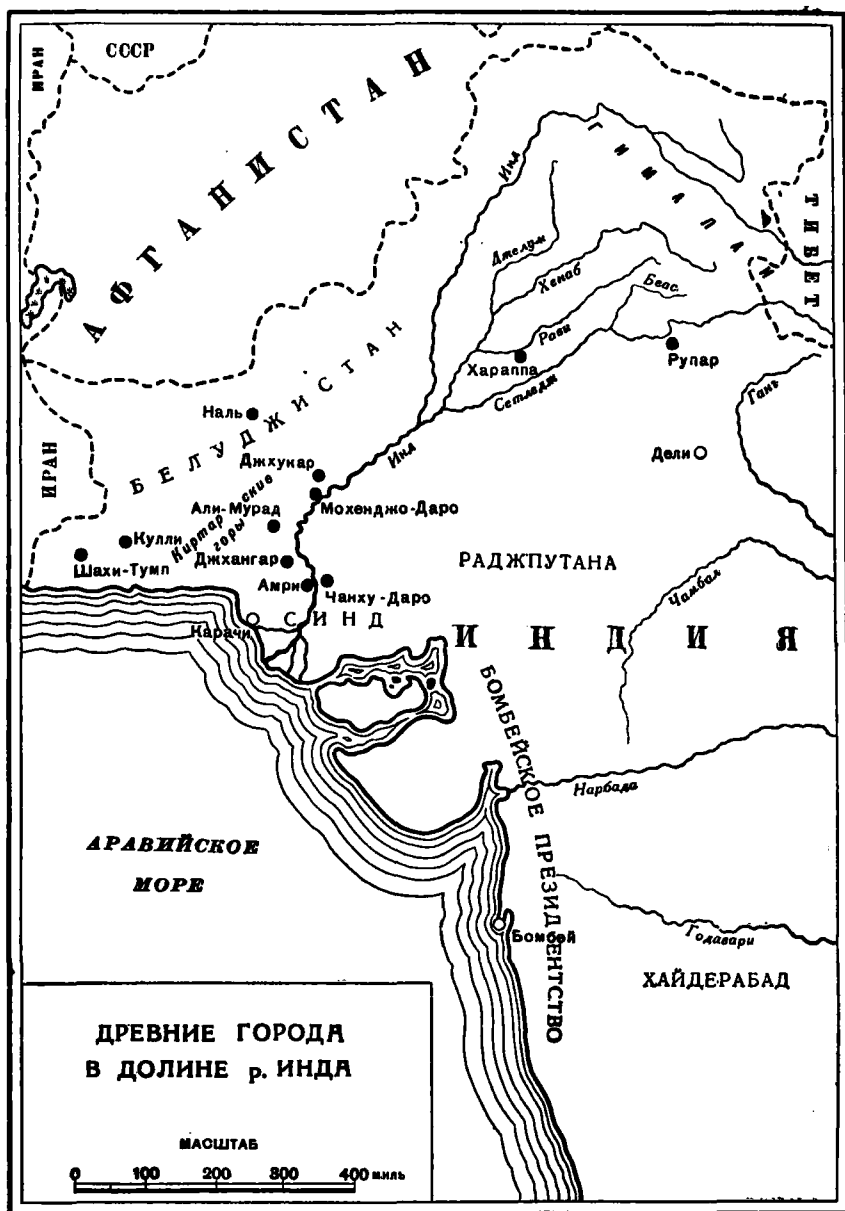 СССР
ИРАН
АФГАНИСТАН
Инд
ГИМАЛАИ
ТИБЕТ
Джелум
Хенаб
Беас
Рави
Хараппа
Сетледж
Рупар
Ганг
БЕЛУДЖИСТАН
Наль
Дели
ИРАН
Джхукар
Инд
Мохенджо-Даро
Киртарские горы
Али-Мурад
Кулли
Шахи-Тумп
Джхангар
Амри
Чанху-Даро
РАДЖПУТАНА
Чамбал
СИНД
Карачи
ИНДИЯ
БОМБЕЙСКОЕ ПРЕЗИДЕНТСТВО
Нарбада
АРАВИЙСКОЕ
МОРЕ
Годавари
Бомбей
ХАЙДЕРАБАД
ДРЕВНИЕ ГОРОДА
В ДОЛИНЕ р. ИНДА
МАСШТАБ
0 100 200 300 400 миль